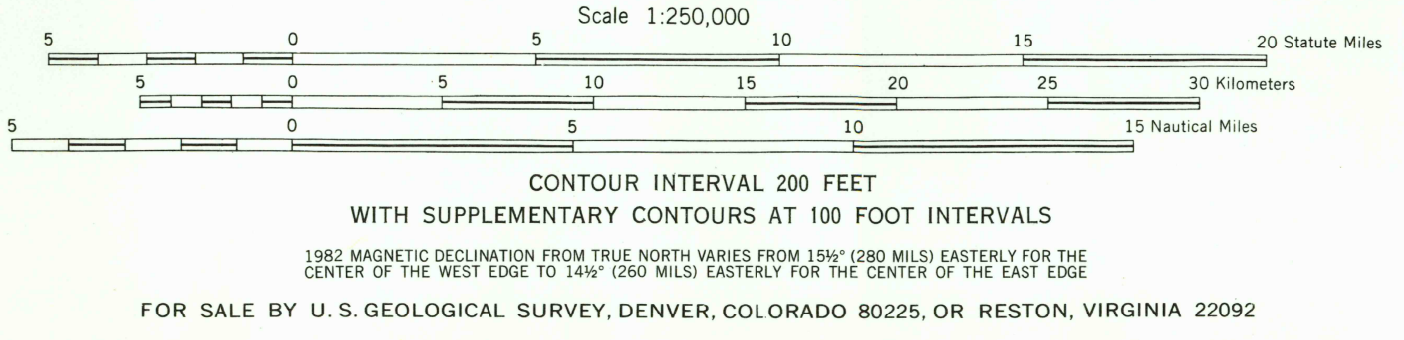 Scale 1:250,000
5 0 5 10 15 20 Statute Miles
5 0 5 10 15 20 25 30 Kilometers
5 0 5 10 15 Nautical Miles
CONTOUR INTERVAL 200 FEET
WITH SUPPLEMENTARY CONTOURS AT 100 FOOT INTERVALS
1982 MAGNETIC DECLINATION FROM TRUE NORTH VARIES FROM 15½° (280 MILS) EASTERLY FOR THE
CENTER OF THE WEST EDGE TO 14½° (260 MILS) EASTERLY FOR THE CENTER OF THE EAST EDGE
FOR SALE BY U. S. GEOLOGICAL SURVEY, DENVER, COLORADO 80225, OR RESTON, VIRGINIA 22092